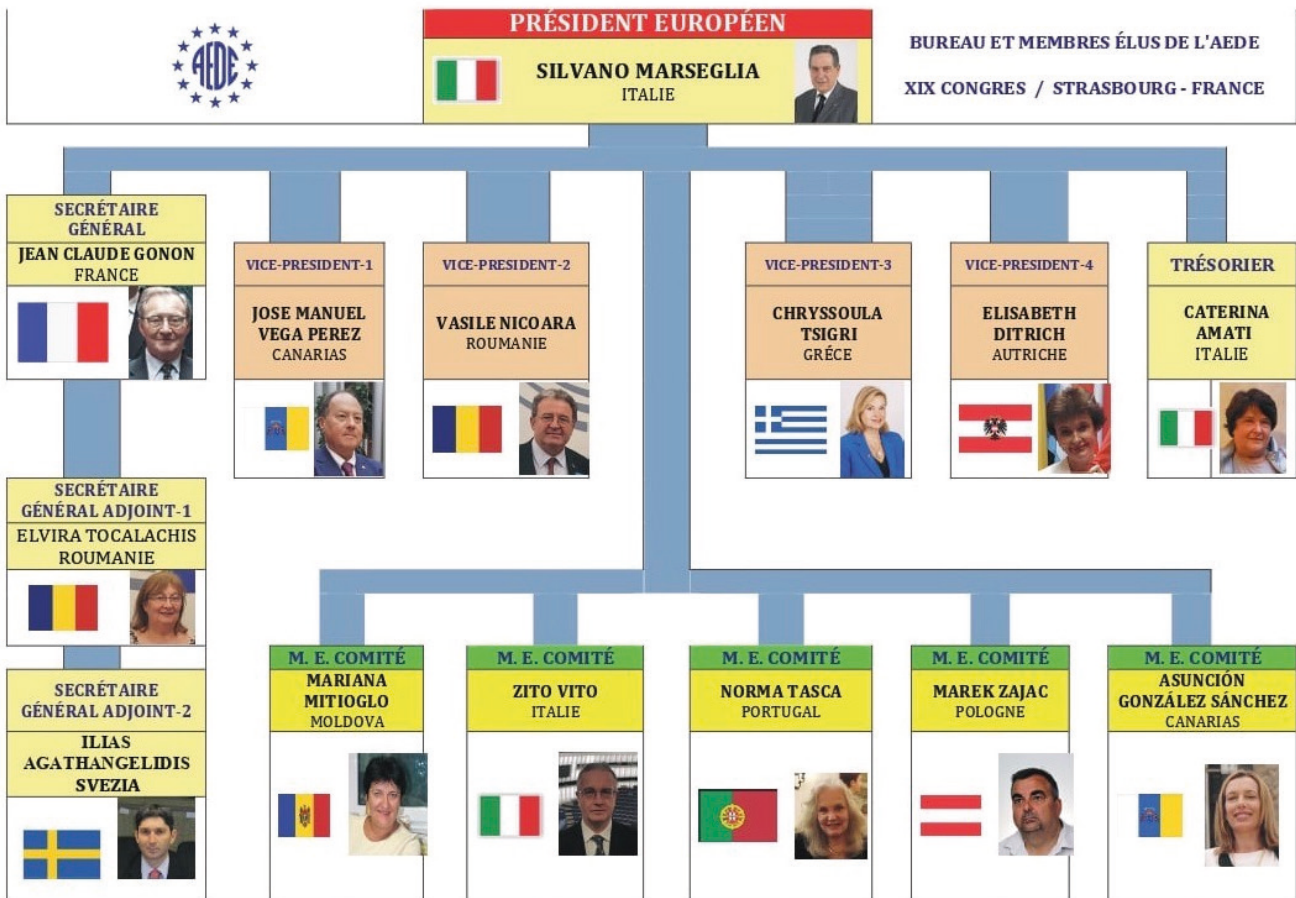 AEDE
PRÉSIDENT EUROPÉEN
SILVANO MARSEGLIA
ITALIE
BUREAU ET MEMBRES ÉLUS DE L'AEDE
XIX CONGRES / STRASBOURG - FRANCE
SECRÉTAIRE
GÉNÉRAL
JEAN CLAUDE GONON
FRANCE
VICE-PRESIDENT-1
JOSE MANUEL
VEGA PEREZ
CANARIAS
VICE-PRESIDENT-2
VASILE NICOARA
ROUMANIE
VICE-PRESIDENT-3
CHRYSSOULA
TSIGRI
GRÉCE
VICE-PRESIDENT-4
ELISABETH
DITRICH
AUTRICHE
TRÉSORIER
CATERINA
AMATI
ITALIE
SECRÉTAIRE
GÉNÉRAL ADJOINT-1
ELVIRA TOCALACHIS
ROUMANIE
SECRÉTAIRE
GÉNÉRAL ADJOINT-2
ILIAS
AGATHANGELIDIS
SVEZIA
M. E. COMITÉ
MARIANA
MITIOGLO
MOLDOVA
M. E. COMITÉ
ZITO VITO
ITALIE
M. E. COMITÉ
NORMA TASCA
PORTUGAL
M. E. COMITÉ
MAREK ZAJAC
POLOGNE
M. E. COMITÉ
ASUNCIÓN
GONZÁLEZ SÁNCHEZ
CANARIAS